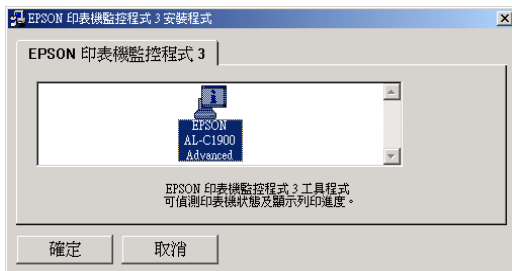 EPSON 印表機監控程式 3 安裝程式
EPSON 印表機監控程式 3
EPSON
AL-C1900
Advanced
EPSON 印表機監控程式 3 工具程式
可偵測印表機狀態及顯示列印進度。
確定
取消